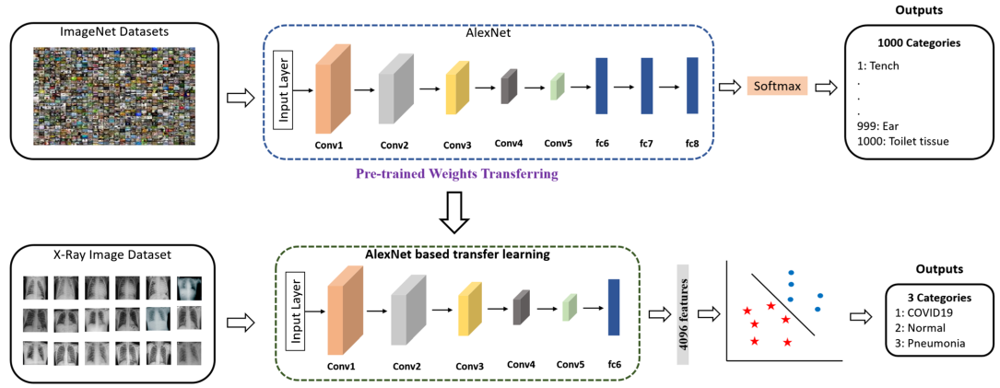 Outputs
ImageNet Datasets
AlexNet
1000 Categories
1: Tench
.
.
.
999: Ear
1000: Toilet tissue
Input Layer
Softmax
Conv1 Conv2 Conv3 Conv4 Conv5 fc6 fc7 fc8
Pre-trained Weights Transferring
X-Ray Image Dataset
AlexNet based transfer learning
Input Layer
Conv1 Conv2 Conv3 Conv4 Conv5 fc6
4096 features
Outputs
3 Categories
1: COVID19
2: Normal
3: Pneumonia